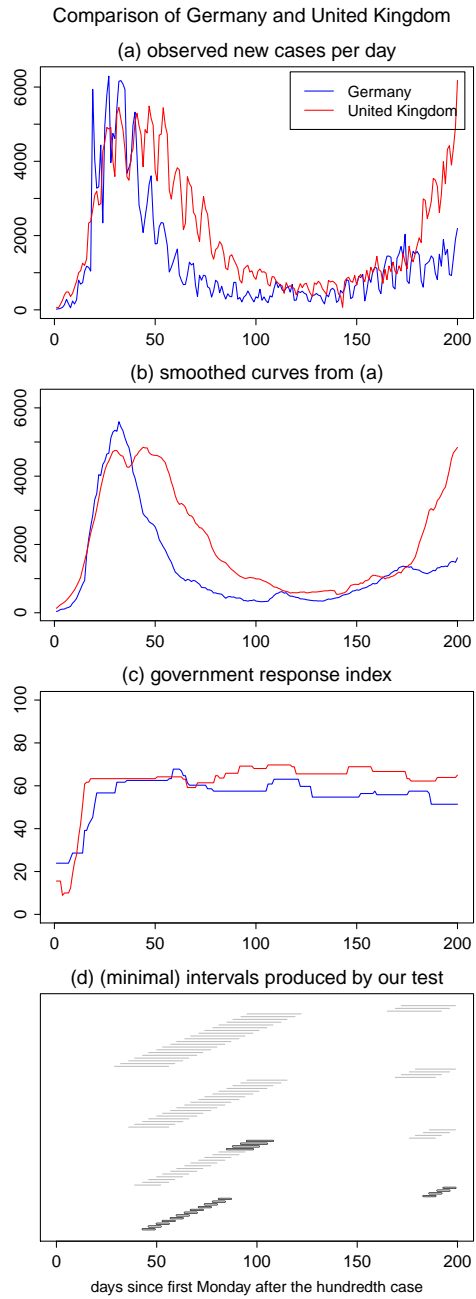 Comparison of Germany and United Kingdom
(a) observed new cases per day
Germany
United Kingdom
0
2000
4000
6000
0 50 100 150 200
(b) smoothed curves from (a)
0
2000
4000
6000
0 50 100 150 200
(c) government response index
0
20
40
60
80
100
0 50 100 150 200
(d) (minimal) intervals produced by our test
0 50 100 150 200
days since first Monday after the hundredth case